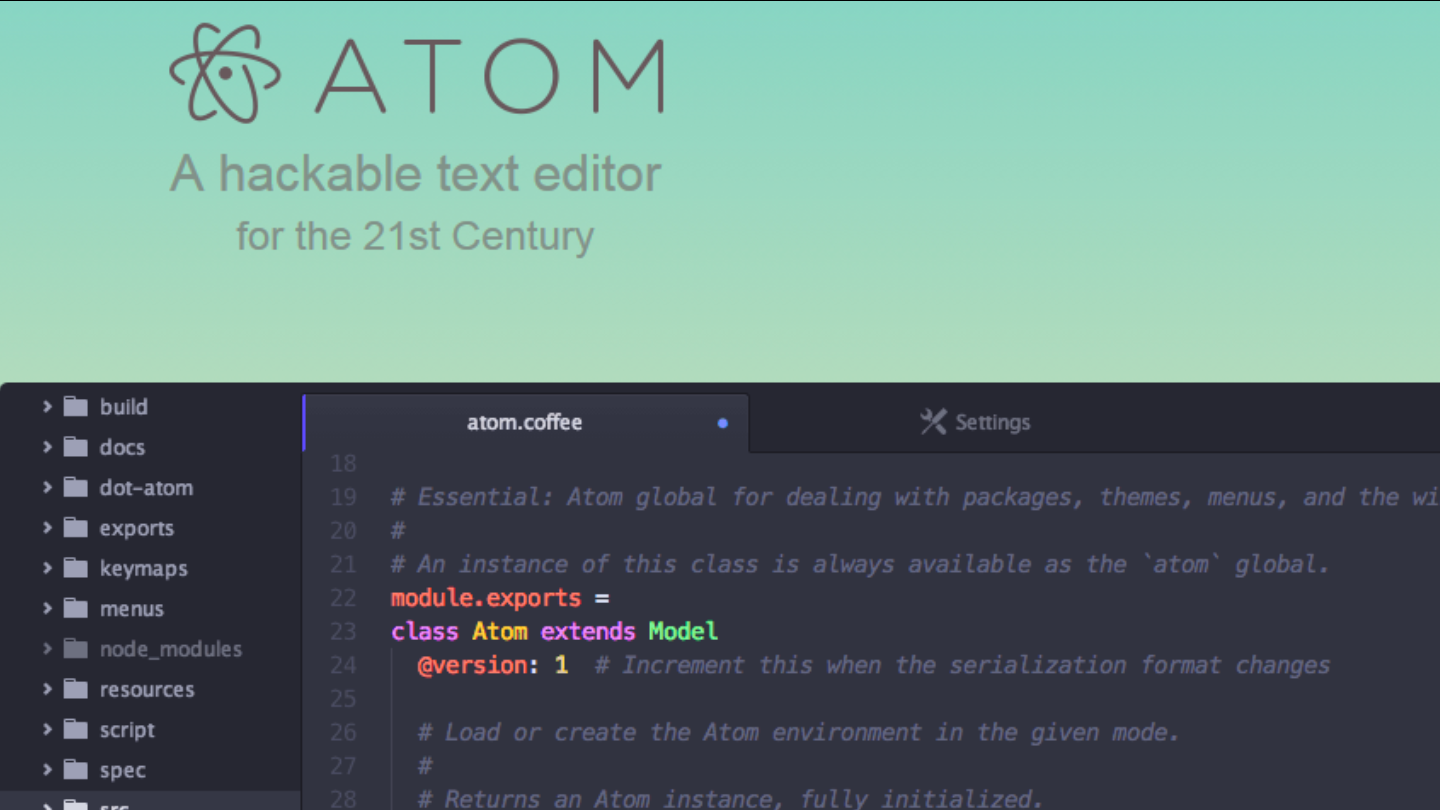 ATOM
A hackable text editor
for the 21st Century
build
docs
dot-atom
exports
keymaps
menus
node_modules
resources
script
spec
src
atom.coffee
Settings
18
19 # Essential: Atom global for dealing with packages, themes, menus, and the
20 #
21 # An instance of this class is always available as the `atom` global.
22 module.exports =
23 class Atom extends Model
24 @version: 1 # Increment this when the serialization format changes
25
26 # Load or create the Atom environment in the given mode.
27 #
28 # Returns an Atom instance, fully initialized.